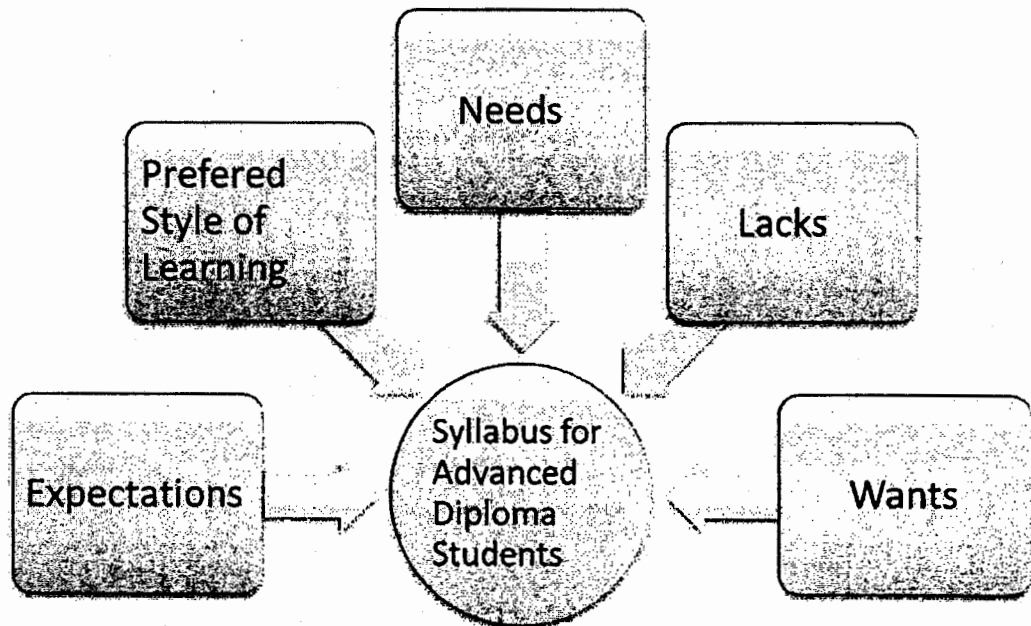 Needs
Prefered
Style of
Learning
Lacks
Expectations
Syllabus for
Advanced
Diploma
Students
Wants